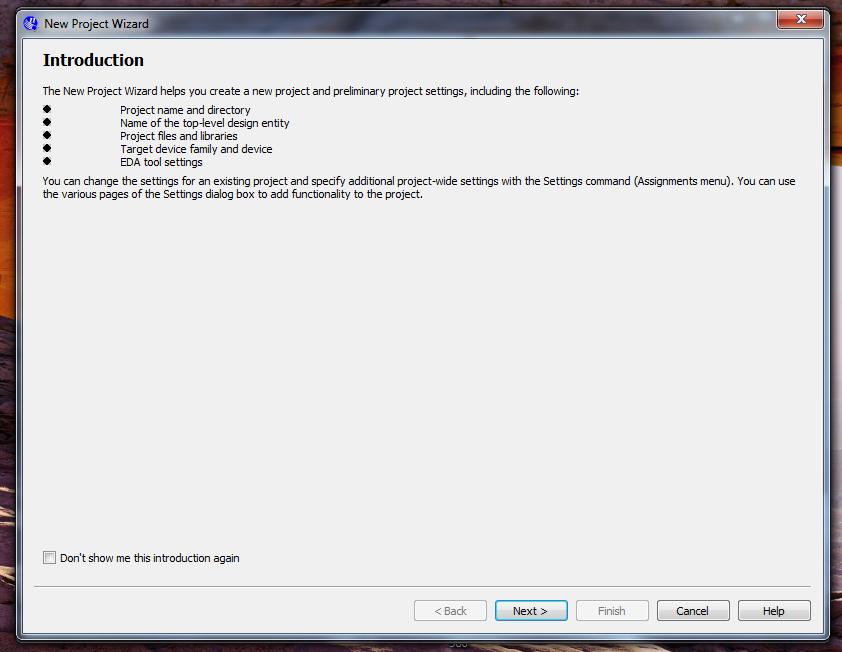 New Project Wizard
Introduction
The New Project Wizard helps you create a new project and preliminary project settings, including the following:
Project name and directory
Name of the top-level design entity
Project files and libraries
Target device family and device
EDA tool settings
You can change the settings for an existing project and specify additional project-wide settings with the Settings command (Assignments menu). You can use
the various pages of the Settings dialog box to add functionality to the project.
Don't show me this introduction again
< Back Next > Finish Cancel Help